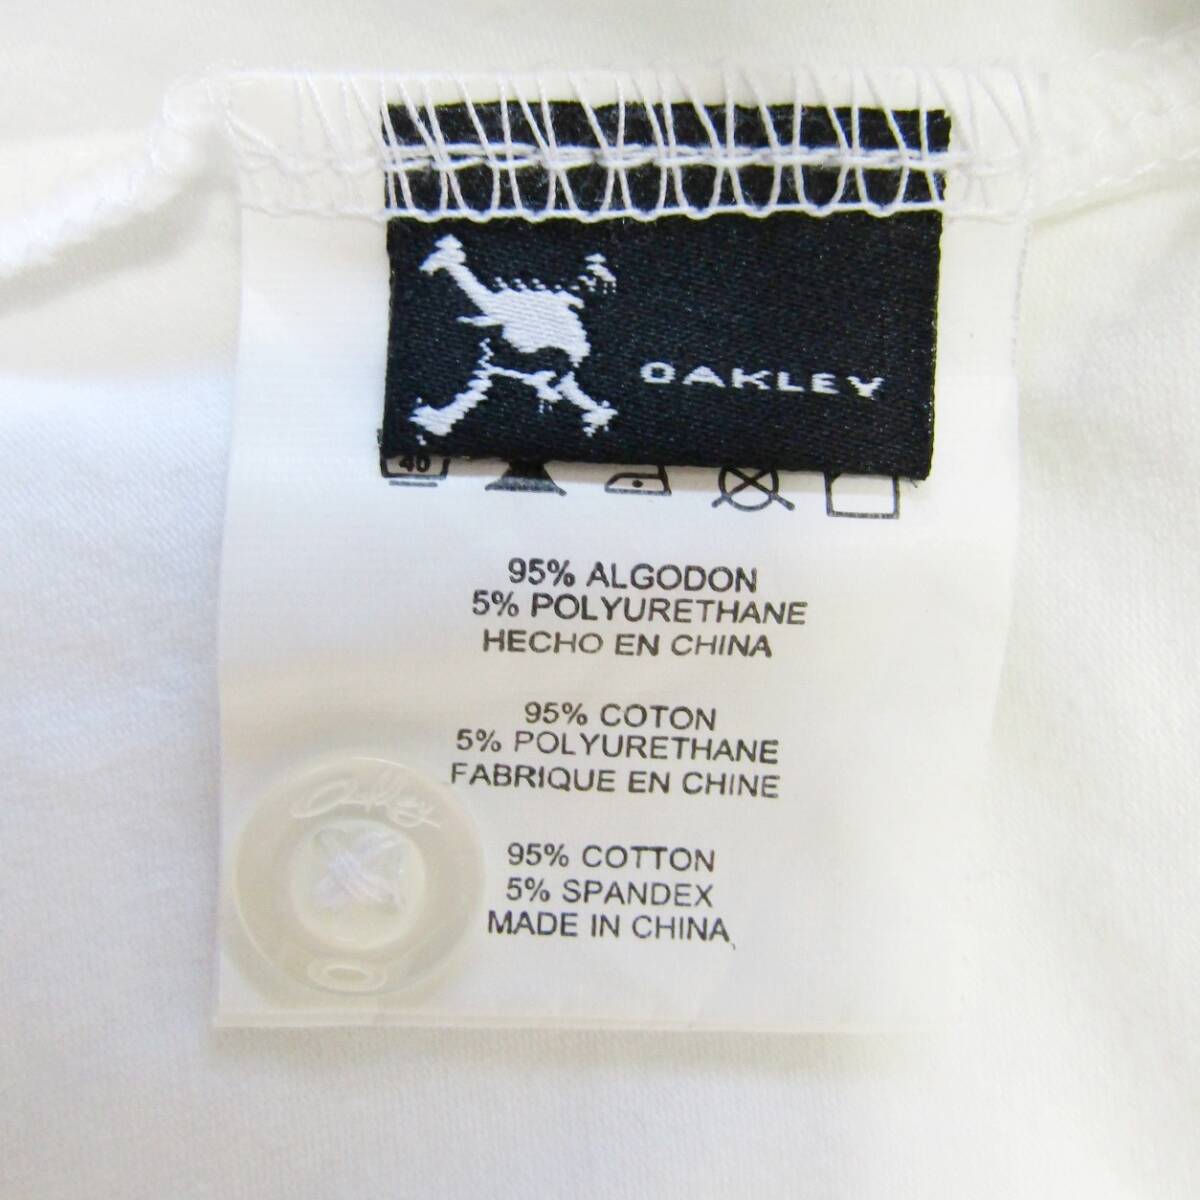 OAKLEY
40
95% ALGODON
5% POLYURETHANE
HECHO EN CHINA
95% COTON
5% POLYURETHANE
FABRIQUE EN CHINE
Oakley
95% COTTON
5% SPANDEX
MADE IN CHINA